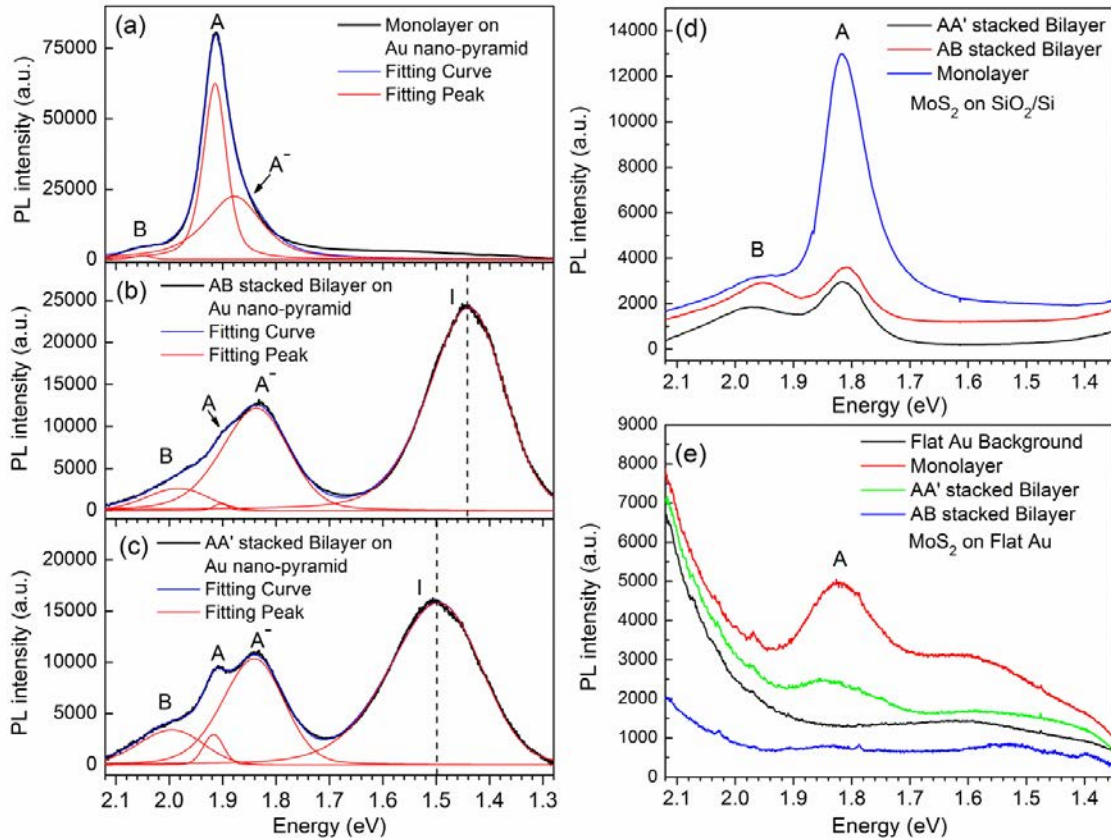 (a)
A
Monolayer on
Au nano-pyramid
Fitting Curve
Fitting Peak
A⁻
B
PL intensity (a.u.)
75000
50000
25000
0
(b)
AB stacked Bilayer on
Au nano-pyramid
Fitting Curve
Fitting Peak
I
A
A⁻
B
PL intensity (a.u.)
25000
20000
15000
10000
5000
0
(c)
AA' stacked Bilayer on
Au nano-pyramid
Fitting Curve
Fitting Peak
I
A
A⁻
B
PL intensity (a.u.)
20000
15000
10000
5000
0
2.1 2.0 1.9 1.8 1.7 1.6 1.5 1.4 1.3
Energy (eV)
(d)
A
AA' stacked Bilayer
AB stacked Bilayer
Monolayer
MoS₂ on SiO₂/Si
B
PL intensity (a.u.)
14000
12000
10000
8000
6000
4000
2000
0
2.1 2.0 1.9 1.8 1.7 1.6 1.5 1.4
Energy (eV)
(e)
Flat Au Background
Monolayer
AA' stacked Bilayer
AB stacked Bilayer
MoS₂ on Flat Au
A
PL intensity (a.u.)
9000
8000
7000
6000
5000
4000
3000
2000
1000
0
2.1 2.0 1.9 1.8 1.7 1.6 1.5 1.4
Energy (eV)